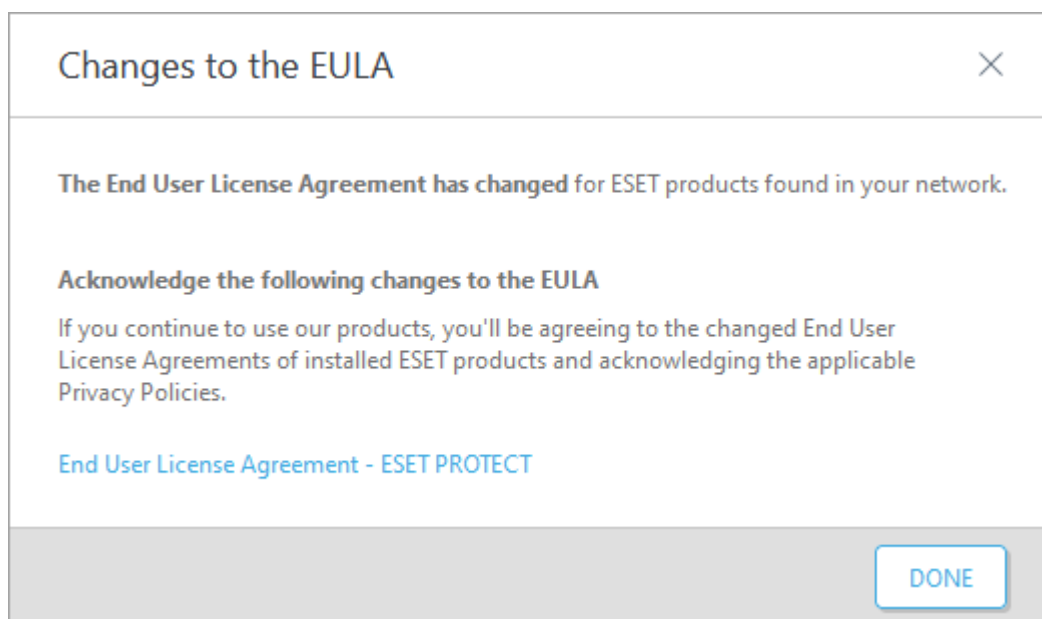 Changes to the EULA
The End User License Agreement has changed for ESET products found in your network.
Acknowledge the following changes to the EULA
If you continue to use our products, you'll be agreeing to the changed End User
License Agreements of installed ESET products and acknowledging the applicable
Privacy Policies.
End User License Agreement - ESET PROTECT
DONE